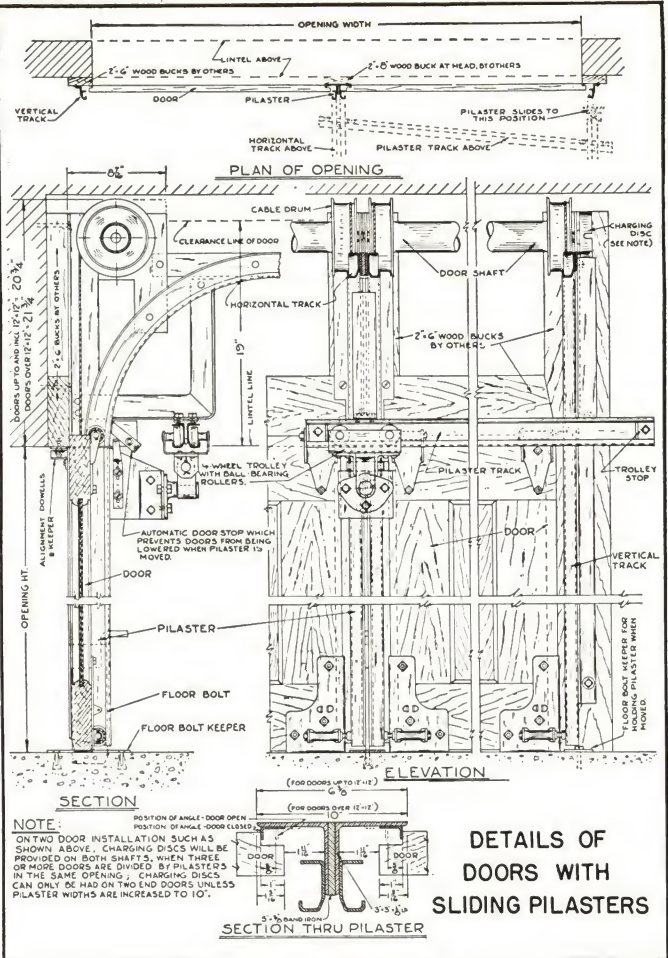 OPENING WIDTH
LINTEL ABOVE
2"×6" WOOD BUCKS BY OTHERS
2"×8" WOOD BUCK AT HEAD, BY OTHERS
DOOR
PILASTER
VERTICAL
TRACK
PILASTER SLIDES TO
THIS POSITION
HORIZONTAL
TRACK ABOVE
PILASTER TRACK ABOVE
PLAN OF OPENING
CABLE DRUM
CLEARANCE LINE OF DOOR
CHARGING
DISC
(SEE NOTE)
DOOR SHAFT
HORIZONTAL TRACK
DOORS UP TO AND INCL 12'×12'= 20 3/4"
DOORS OVER 12'×12'= 21 3/4"
2"×6" BUCKS BY OTHERS
19"
LINTEL LINE
2"×6" WOOD BUCKS
BY OTHERS
4 WHEEL TROLLEY
WITH BALL-BEARING
ROLLERS.
PILASTER TRACK
TROLLEY
STOP
ALIGNMENT DOWELLS
& KEEPER
AUTOMATIC DOOR STOP WHICH
PREVENTS DOORS FROM BEING
LOWERED WHEN PILASTER IS
MOVED.
DOOR
DOOR
VERTICAL
TRACK
OPENING HT.
PILASTER
FLOOR BOLT
FLOOR BOLT KEEPER
FLOOR BOLT KEEPER FOR
HOLDING PILASTER WHEN
MOVED.
SECTION
ELEVATION
NOTE:
ON TWO DOOR INSTALLATION SUCH AS
SHOWN ABOVE, CHARGING DISCS WILL BE
PROVIDED ON BOTH SHAFTS, WHEN THREE
OR MORE DOORS ARE DIVIDED BY PILASTERS
IN THE SAME OPENING; CHARGING DISCS
CAN ONLY BE HAD ON TWO END DOORS UNLESS
PILASTER WIDTHS ARE INCREASED TO 10".
(FOR DOORS UP TO 12'×12')
6 3/8
(FOR DOORS OVER 12'×12')
10"
POSITION OF ANGLE-DOOR OPEN
POSITION OF ANGLE-DOOR CLOSED
DOOR
DOOR
BAND IRON
SECTION THRU PILASTER
DETAILS OF
DOORS WITH
SLIDING PILASTERS